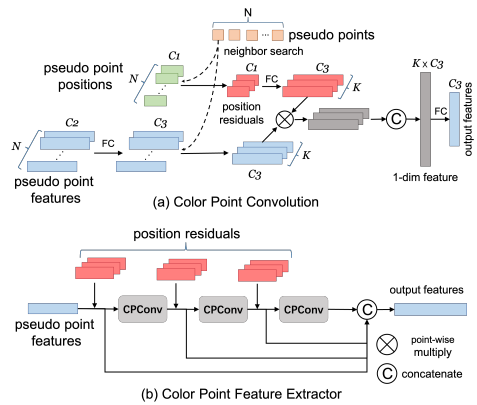 N
pseudo points
neighbor search
N
C1
pseudo point
positions
C1
FC
C3
K
position
residuals
K x C3
C3
N
C2
FC
C3
C
FC
output features
K
C3
pseudo point
features
1-dim feature
(a) Color Point Convolution
position residuals
output features
CPConv
CPConv
CPConv
C
pseudo point
features
point-wise
multiply
C
concatenate
(b) Color Point Feature Extractor